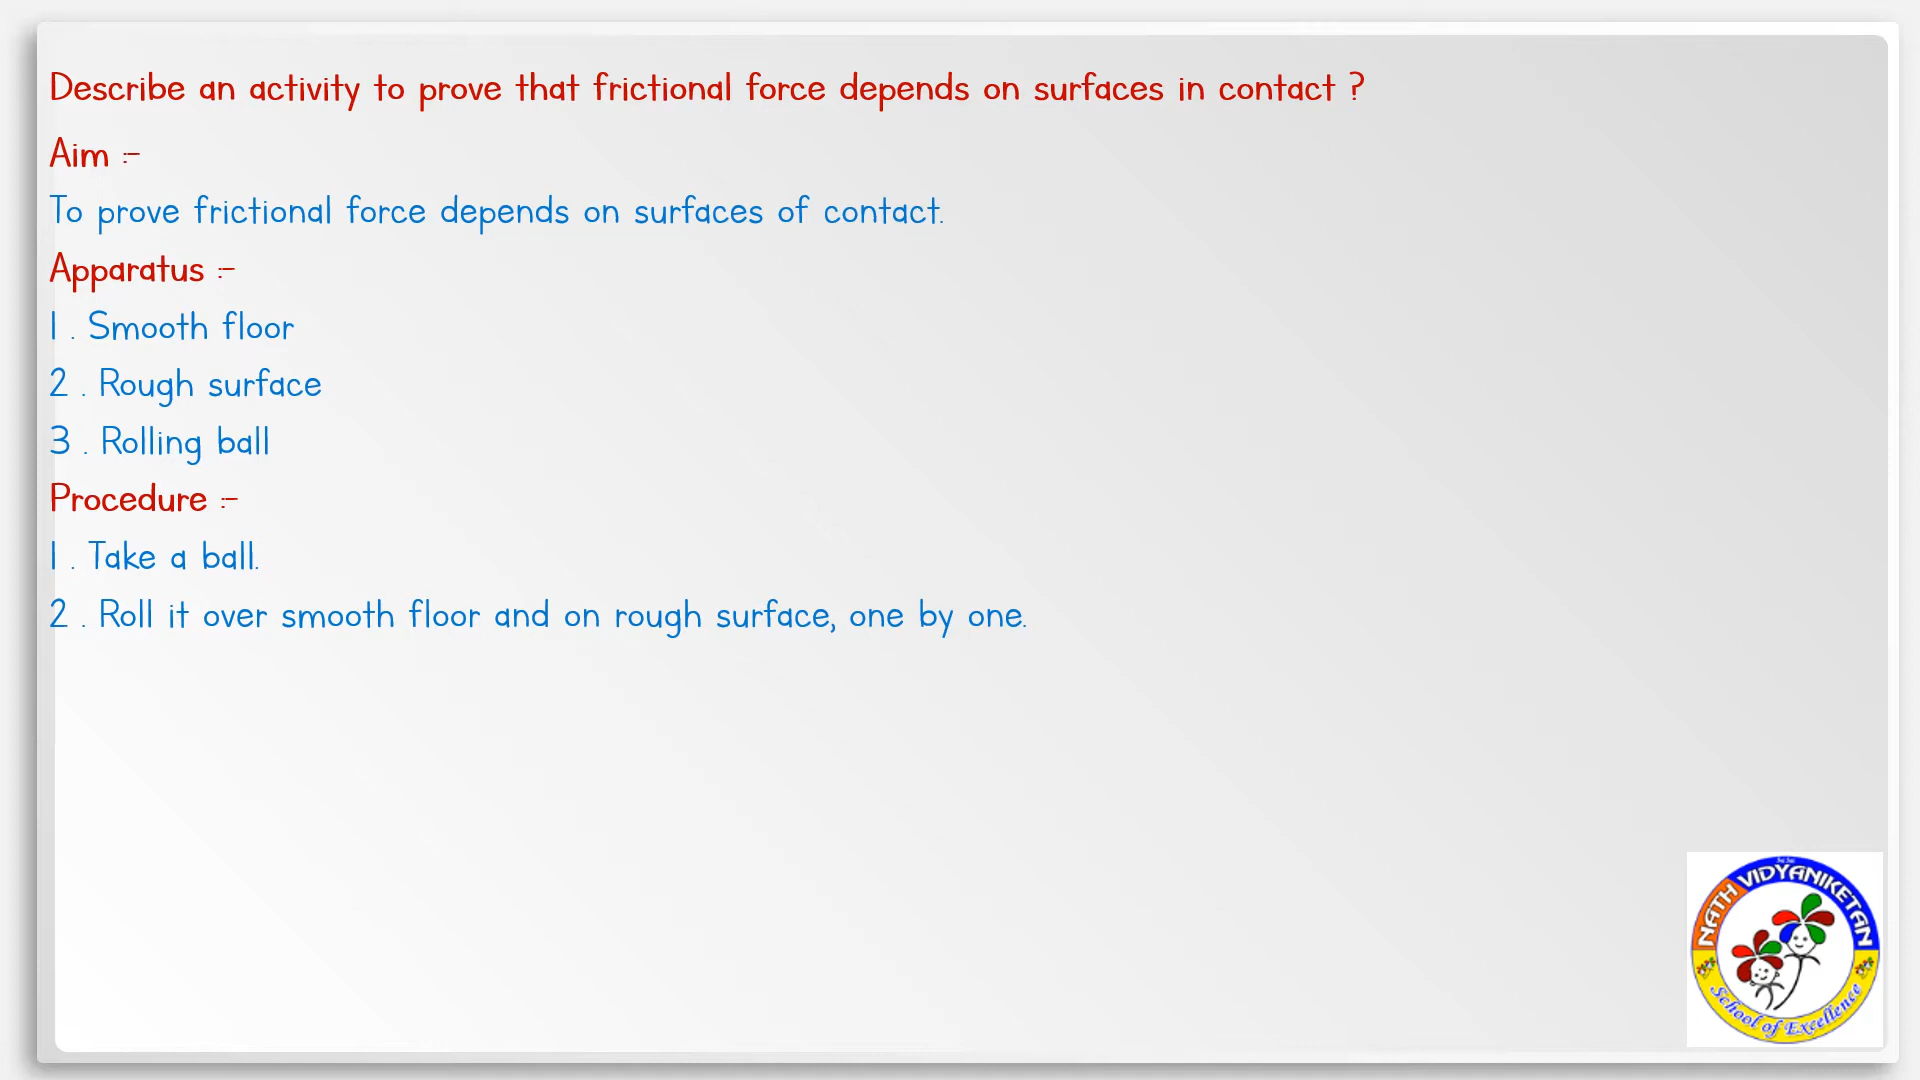 Describe an activity to prove that frictional force depends on surfaces in contact ?
Aim :-
To prove frictional force depends on surfaces of contact.
Apparatus :-
1 . Smooth floor
2 . Rough surface
3 . Rolling ball
Procedure :-
1 . Take a ball.
2 . Roll it over smooth floor and on rough surface, one by one.
NATH VIDYANIKETAN
School of Excellence